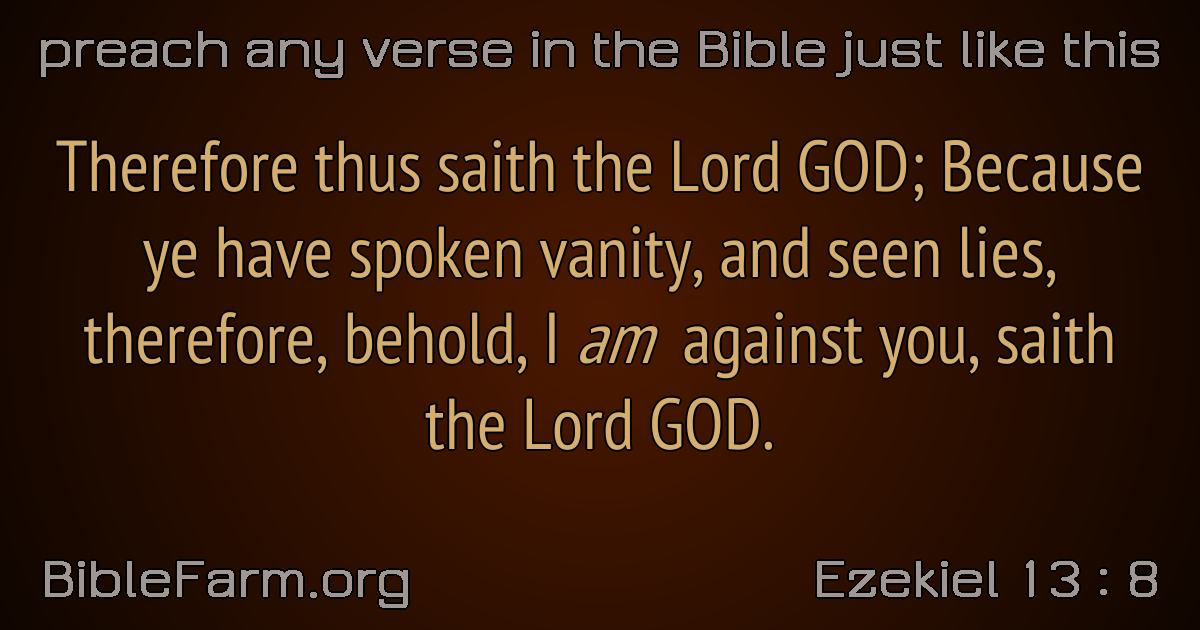 preach any verse in the Bible just like this
Therefore thus saith the Lord GOD; Because
ye have spoken vanity, and seen lies,
therefore, behold, I am against you, saith
the Lord GOD.
BibleFarm.org
Ezekiel 13 : 8